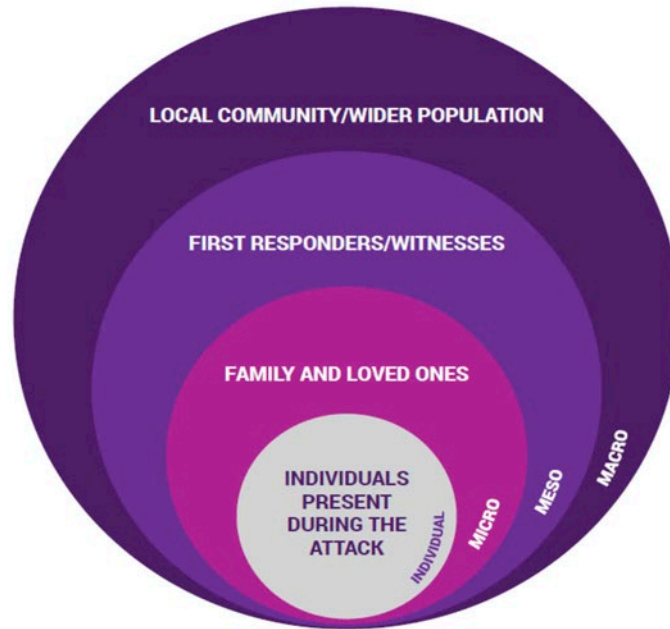 LOCAL COMMUNITY/WIDER POPULATION
FIRST RESPONDERS/WITNESSES
FAMILY AND LOVED ONES
INDIVIDUALS
PRESENT
DURING THE
ATTACK
INDIVIDUAL
MICRO
MESO
MACRO